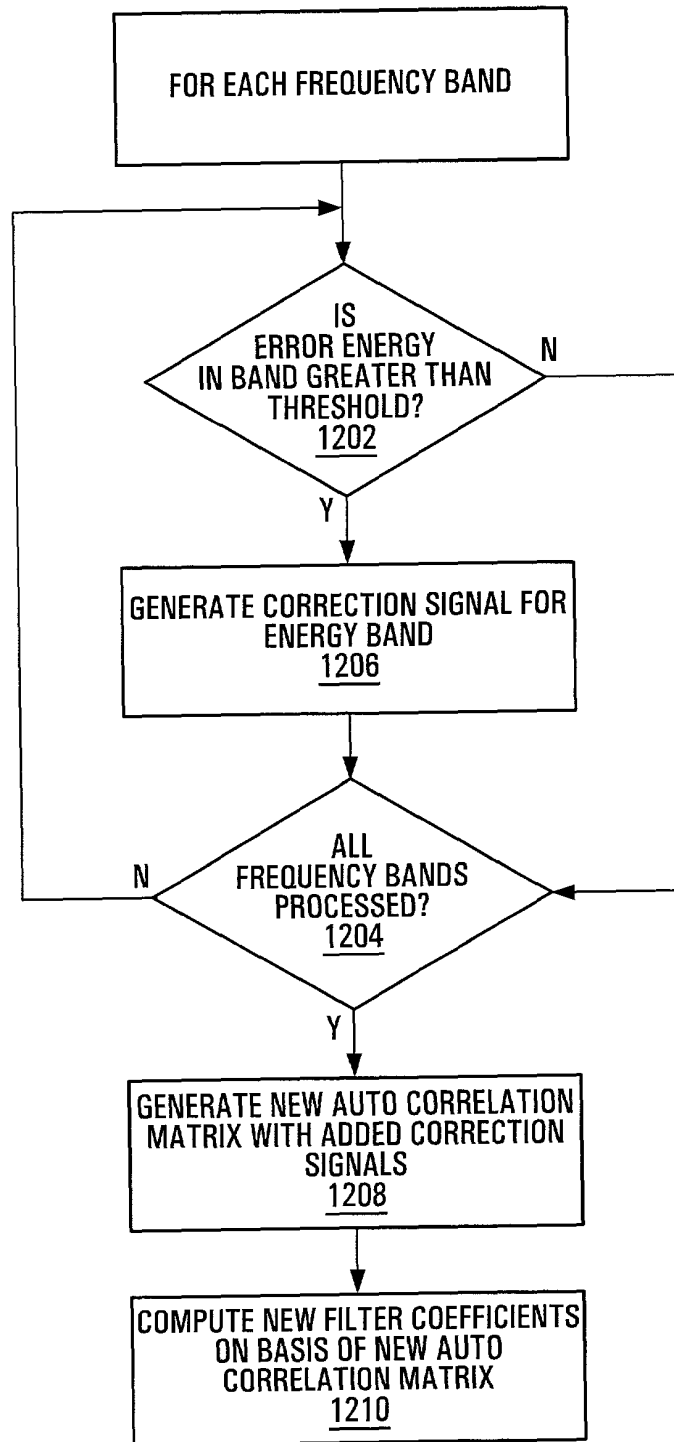 FOR EACH FREQUENCY BAND
IS
ERROR ENERGY
IN BAND GREATER THAN
THRESHOLD?
1202
N
Y
GENERATE CORRECTION SIGNAL FOR
ENERGY BAND
1206
ALL
FREQUENCY BANDS
PROCESSED?
1204
N
Y
GENERATE NEW AUTO CORRELATION
MATRIX WITH ADDED CORRECTION
SIGNALS
1208
COMPUTE NEW FILTER COEFFICIENTS
ON BASIS OF NEW AUTO
CORRELATION MATRIX
1210